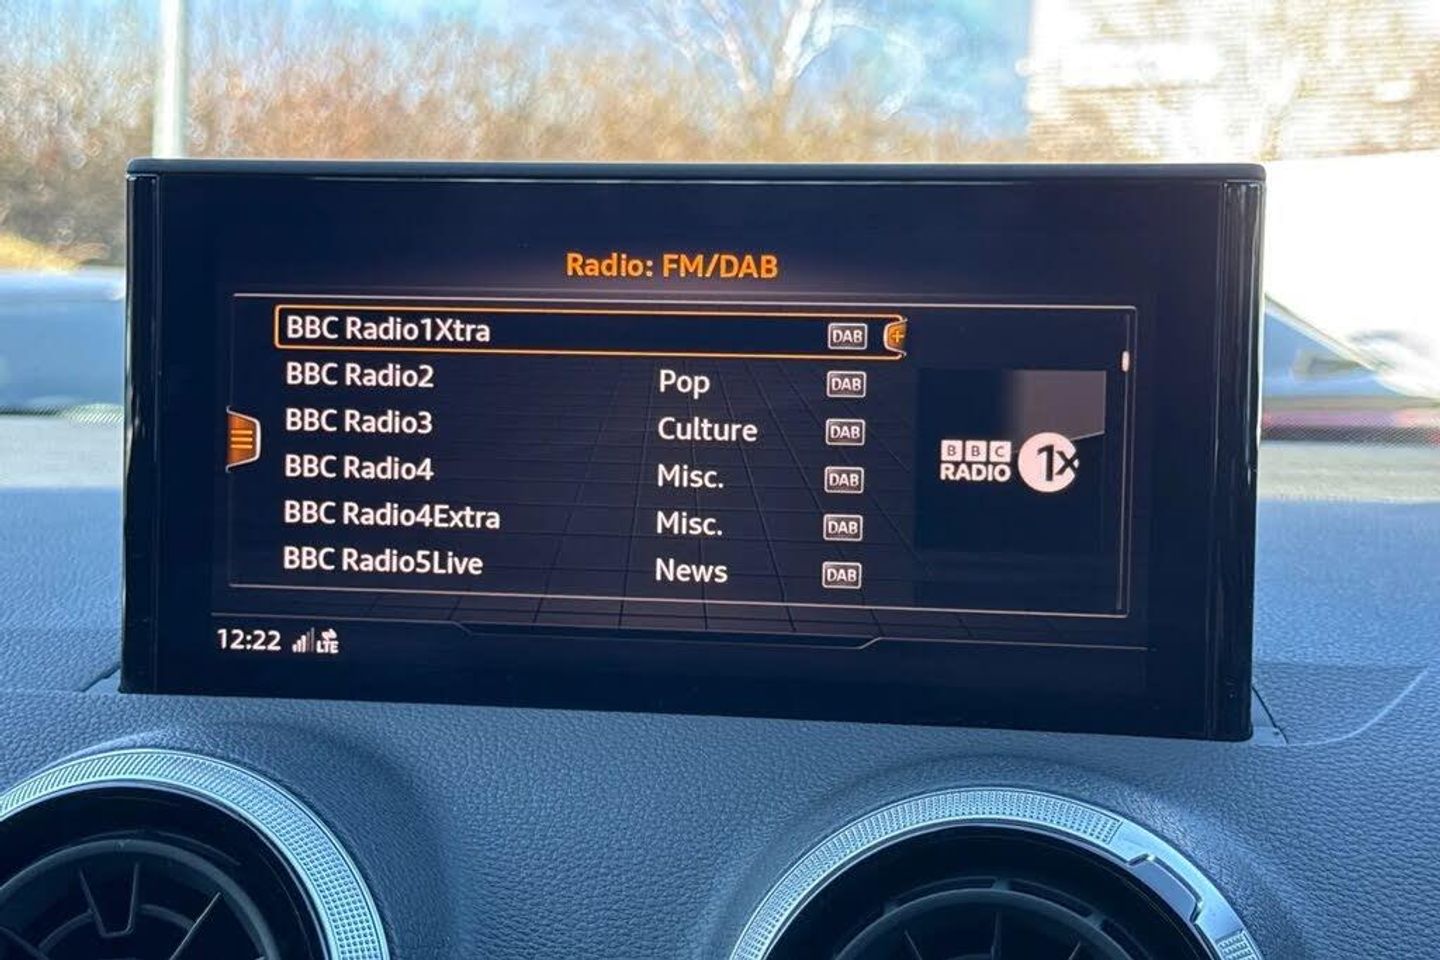 Radio: FM/DAB
BBC Radio1Xtra DAB +
BBC Radio2 Pop DAB
BBC Radio3 Culture DAB
BBC Radio4 Misc. DAB
BBC Radio4Extra Misc. DAB
BBC Radio5Live News DAB
BBC
RADIO 1X
12:22 LTE